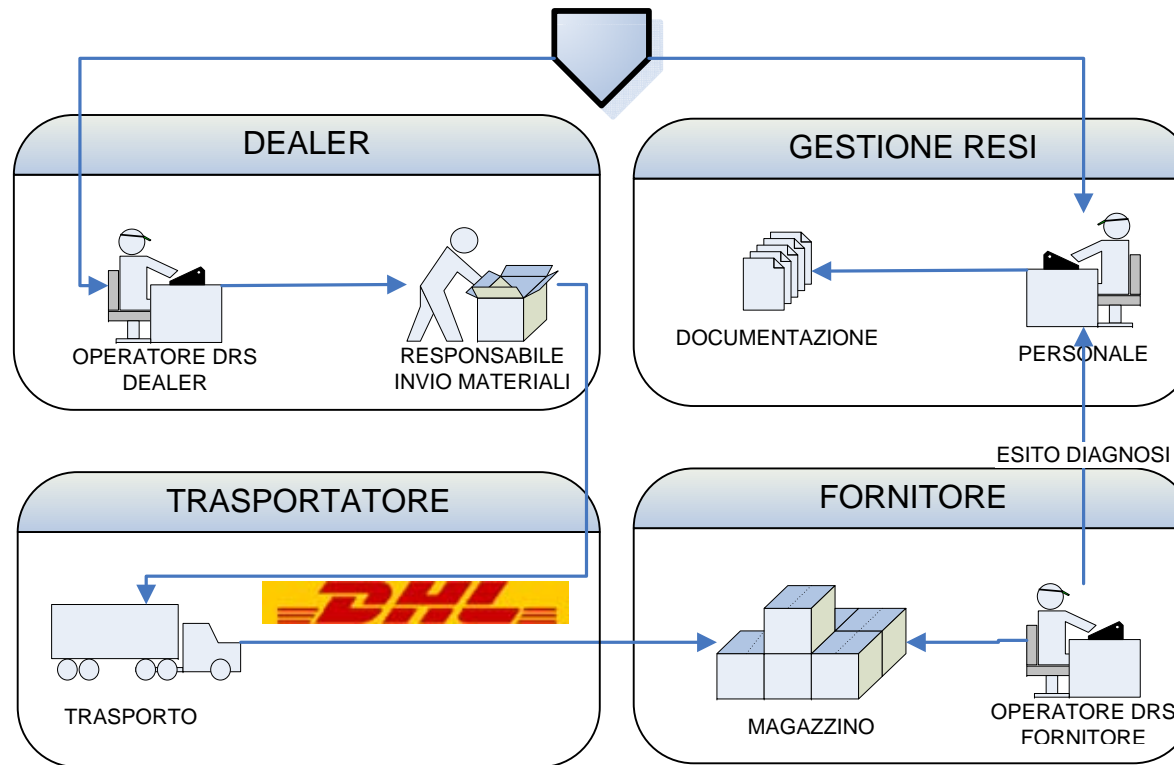 DEALER
GESTIONE RESI
OPERATORE DRS
DEALER
RESPONSABILE
INVIO MATERIALI
DOCUMENTAZIONE
PERSONALE
ESITO DIAGNOSI
TRASPORTATORE
FORNITORE
DHL
TRASPORTO
MAGAZZINO
OPERATORE DRS
FORNITORE